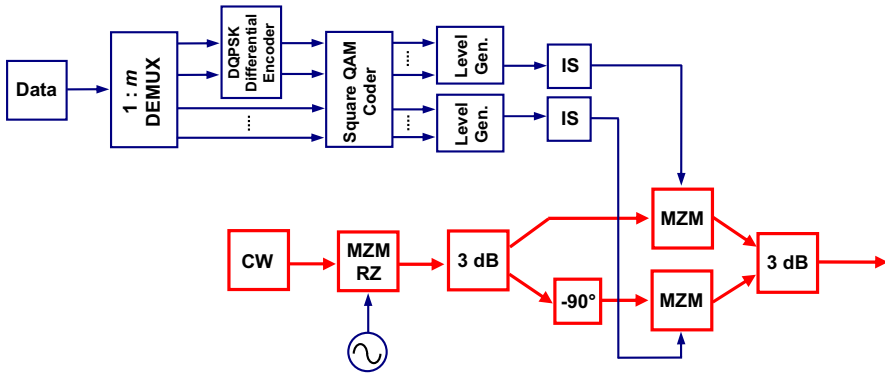 Data
1 : m
DEMUX
DQPSK
Differential
Encoder
Square QAM
Coder
Level
Gen.
Level
Gen.
IS
IS
CW
MZM
RZ
3 dB
-90°
MZM
MZM
3 dB